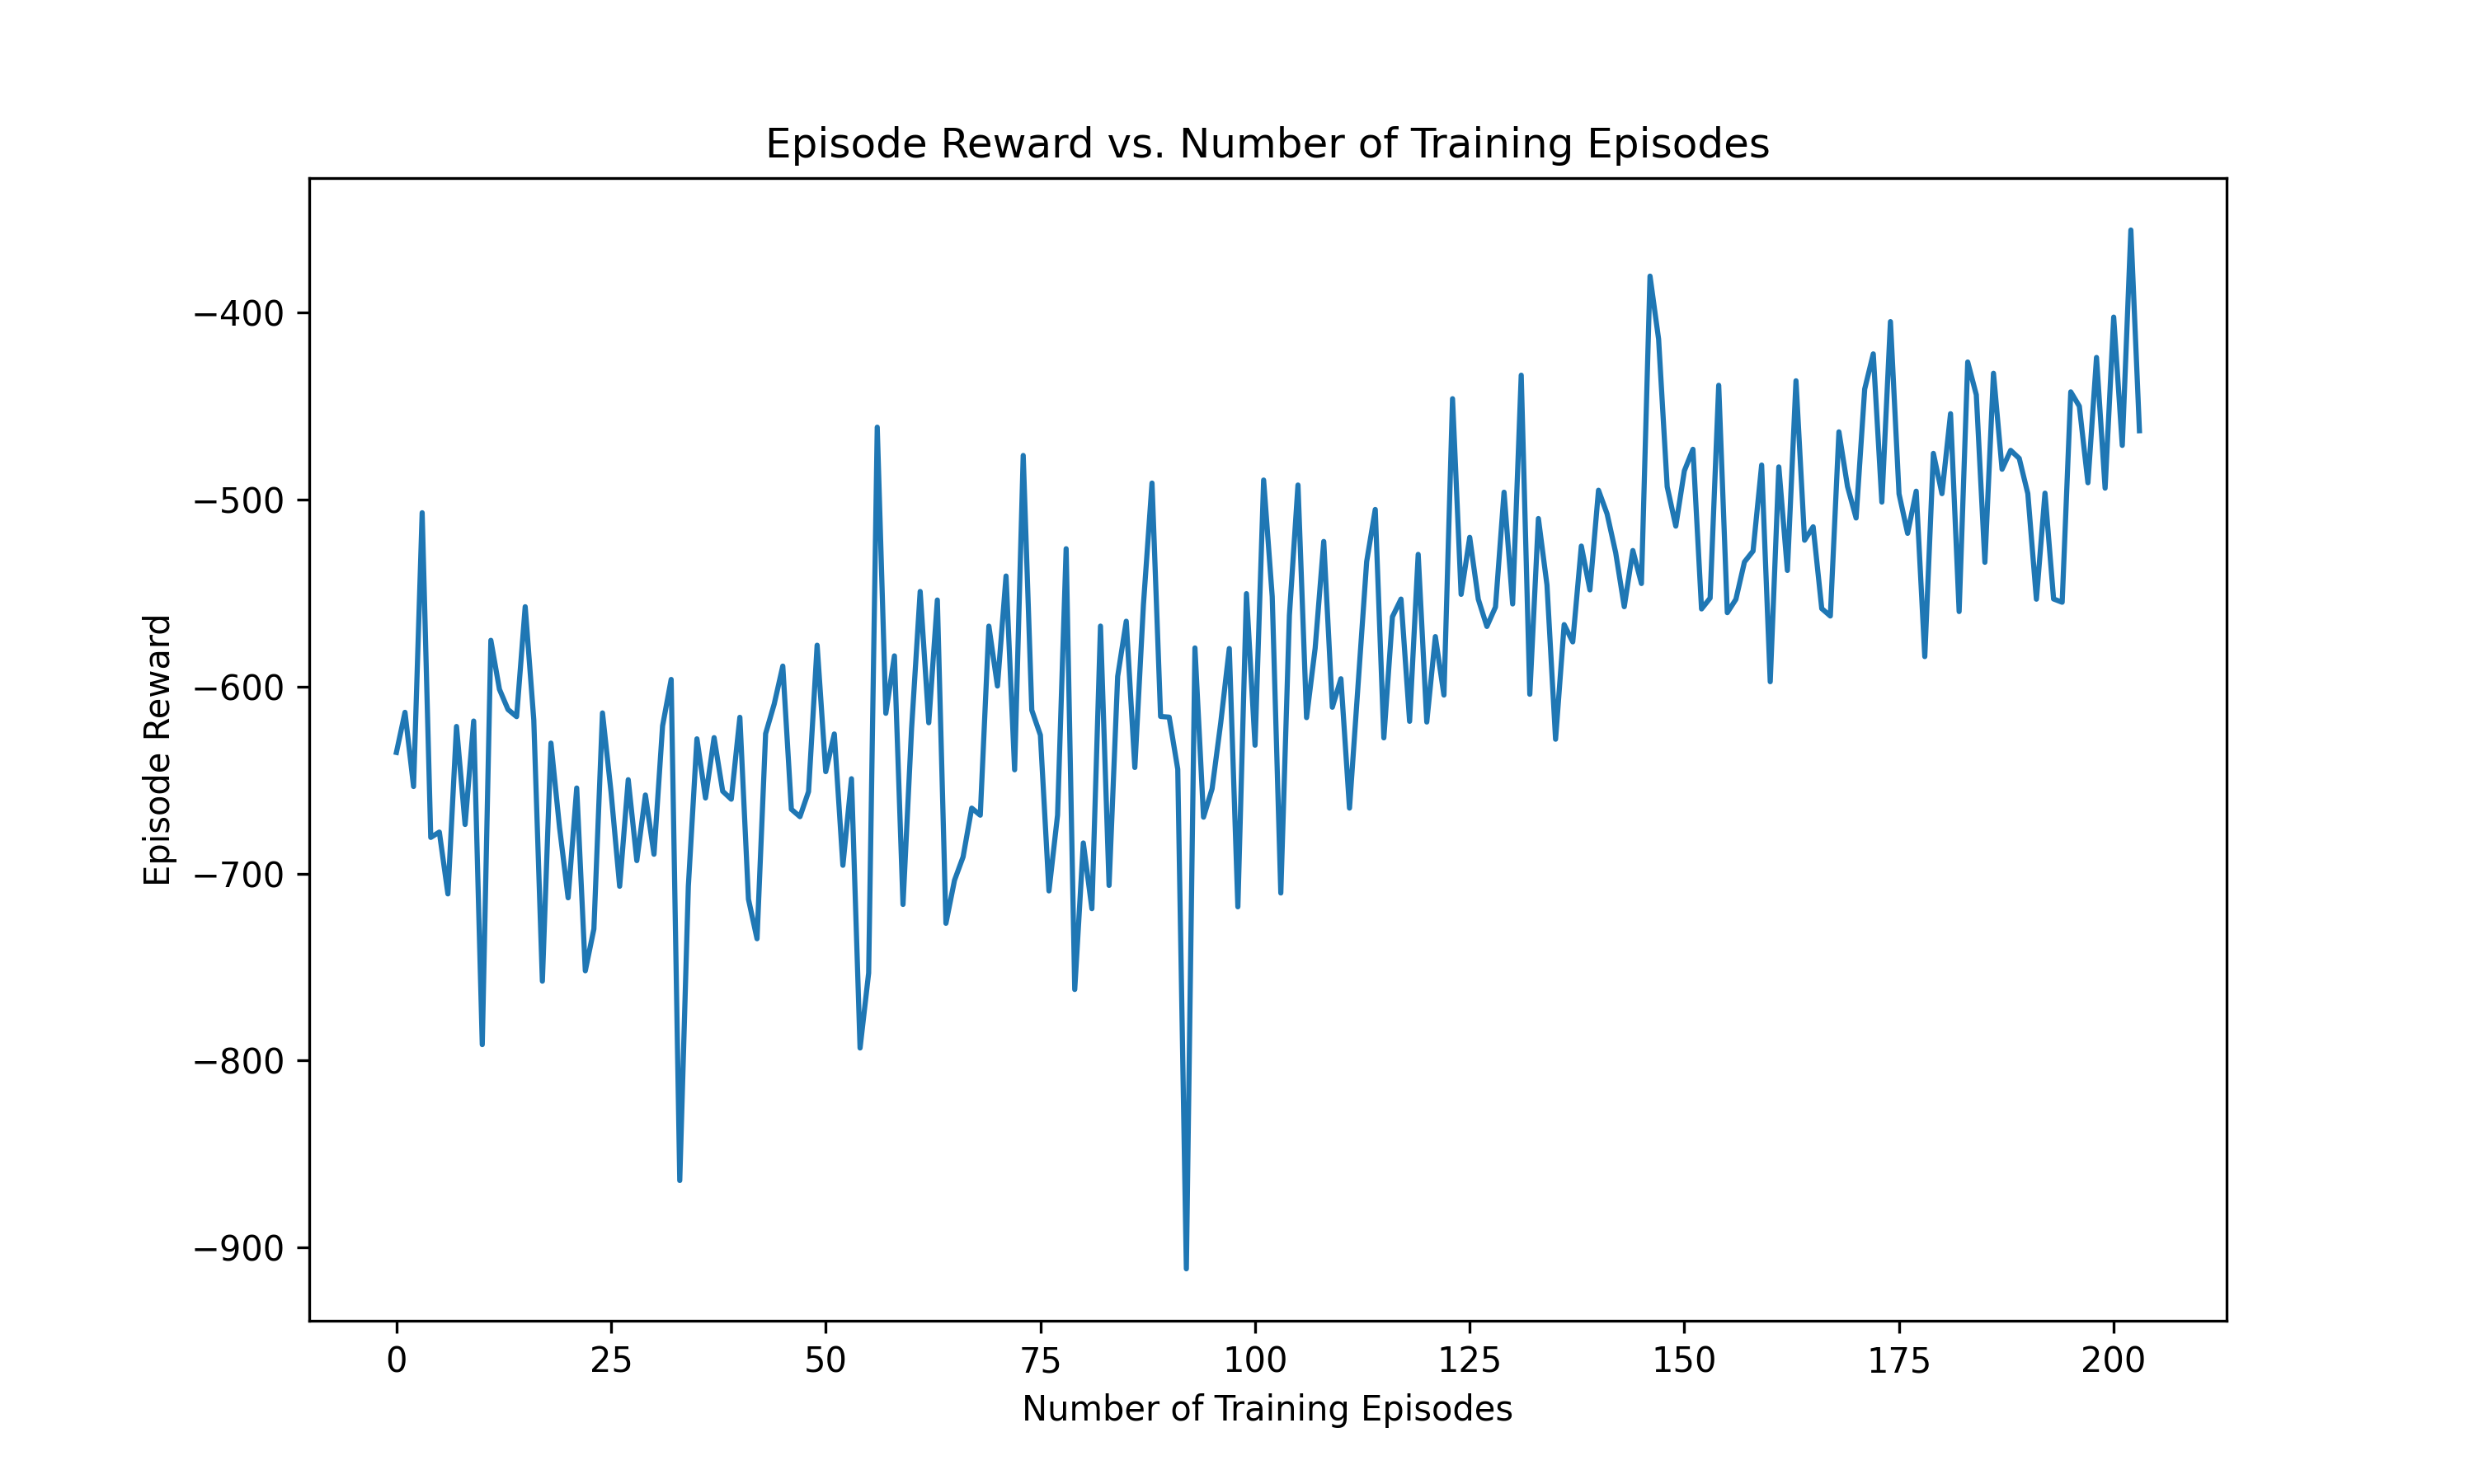 Episode Reward vs. Number of Training Episodes
Episode Reward
−400
−500
−600
−700
−800
−900
0 25 50 75 100 125 150 175 200
Number of Training Episodes